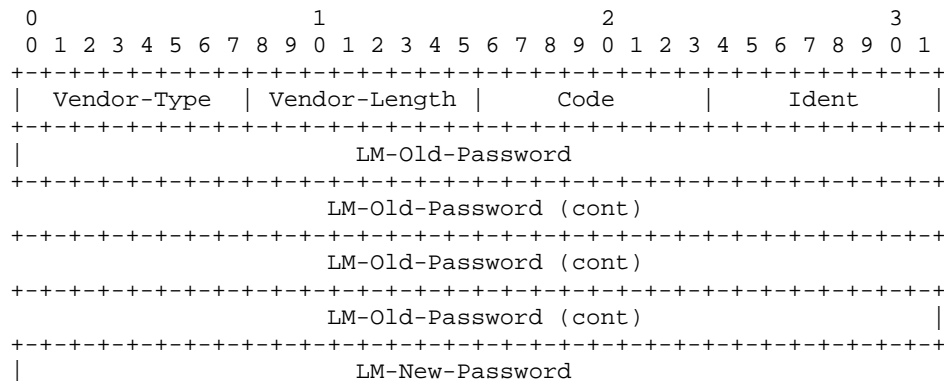 0                   1                   2                   3
 0 1 2 3 4 5 6 7 8 9 0 1 2 3 4 5 6 7 8 9 0 1 2 3 4 5 6 7 8 9 0 1
+-+-+-+-+-+-+-+-+-+-+-+-+-+-+-+-+-+-+-+-+-+-+-+-+-+-+-+-+-+-+-+-+
|  Vendor-Type  | Vendor-Length |     Code      |     Ident     |
+-+-+-+-+-+-+-+-+-+-+-+-+-+-+-+-+-+-+-+-+-+-+-+-+-+-+-+-+-+-+-+-+
|                       LM-Old-Password
+-+-+-+-+-+-+-+-+-+-+-+-+-+-+-+-+-+-+-+-+-+-+-+-+-+-+-+-+-+-+-+-+
                      LM-Old-Password (cont)
+-+-+-+-+-+-+-+-+-+-+-+-+-+-+-+-+-+-+-+-+-+-+-+-+-+-+-+-+-+-+-+-+
                      LM-Old-Password (cont)
+-+-+-+-+-+-+-+-+-+-+-+-+-+-+-+-+-+-+-+-+-+-+-+-+-+-+-+-+-+-+-+-+
                      LM-Old-Password (cont)                    |
+-+-+-+-+-+-+-+-+-+-+-+-+-+-+-+-+-+-+-+-+-+-+-+-+-+-+-+-+-+-+-+-+
|                       LM-New-Password